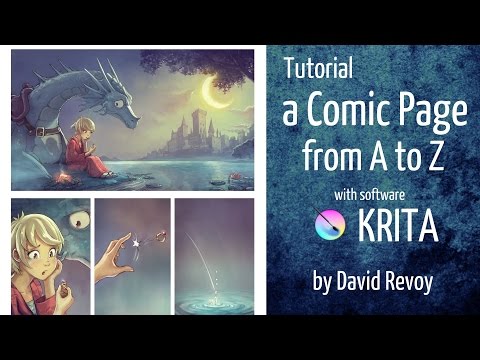 Tutorial
a Comic Page
from A to Z
with software
KRITA
by David Revoy